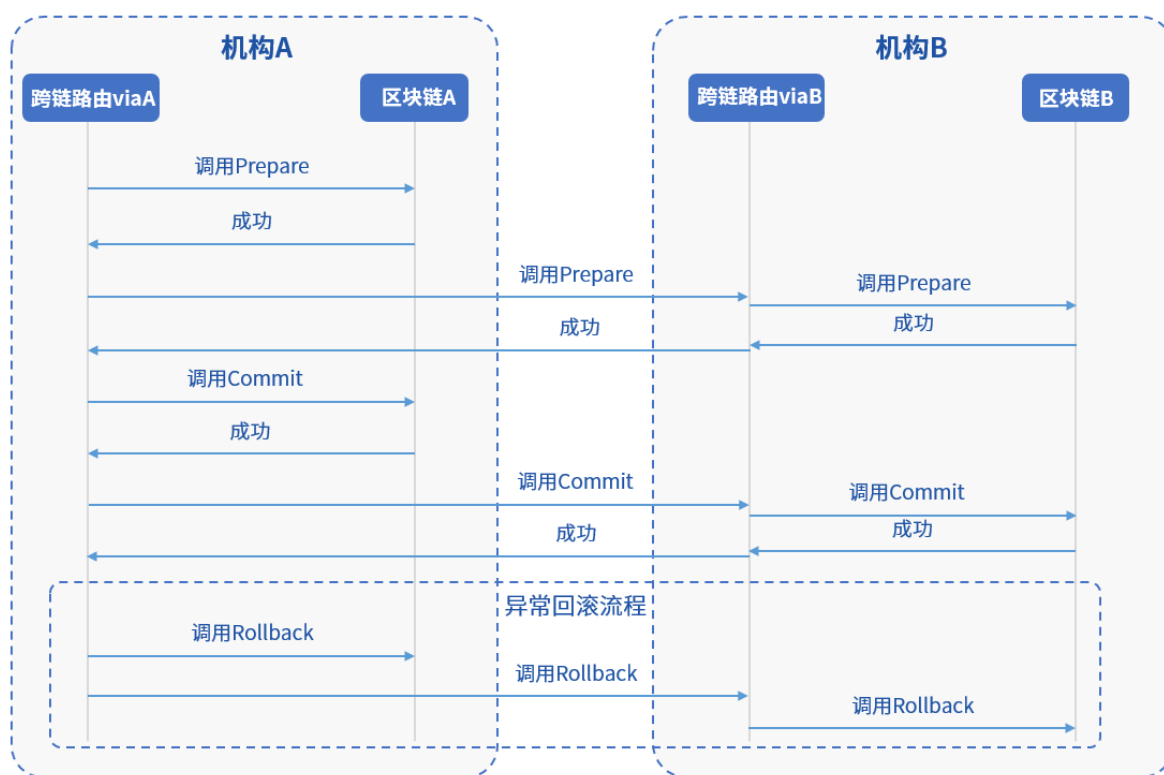 机构A
机构B
跨链路由viaA
区块链A
跨链路由viaB
区块链B
调用Prepare
成功
调用Prepare
调用Prepare
成功
成功
调用Commit
成功
调用Commit
调用Commit
成功
成功
异常回滚流程
调用Rollback
调用Rollback
调用Rollback